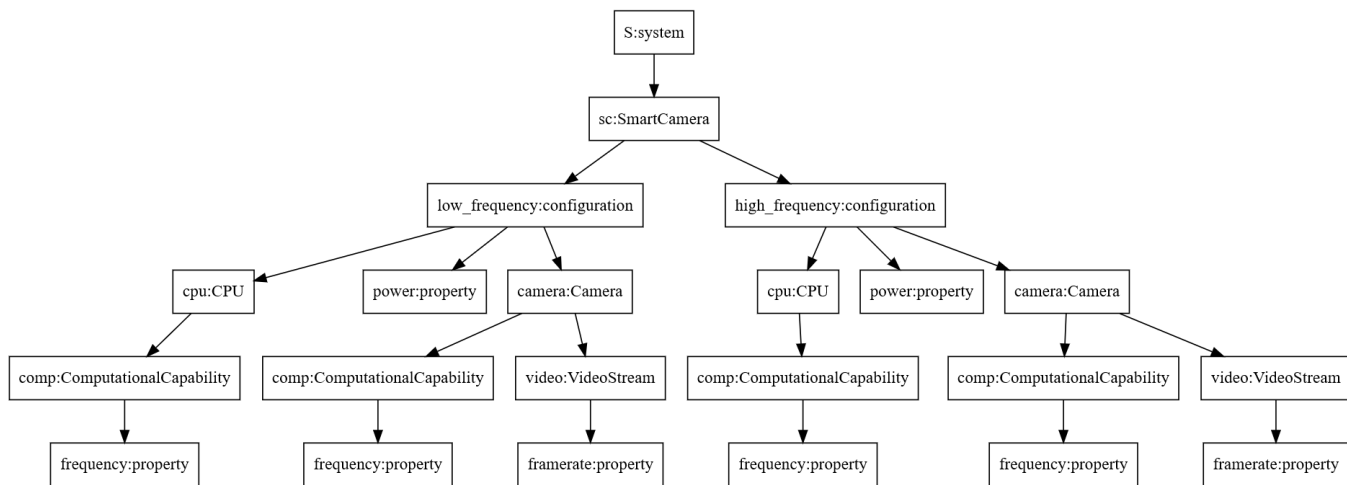 S:system
sc:SmartCamera
low_frequency:configuration
high_frequency:configuration
cpu:CPU
power:property
camera:Camera
cpu:CPU
power:property
camera:Camera
comp:ComputationalCapability
comp:ComputationalCapability
video:VideoStream
comp:ComputationalCapability
comp:ComputationalCapability
video:VideoStream
frequency:property
frequency:property
framerate:property
frequency:property
frequency:property
framerate:property